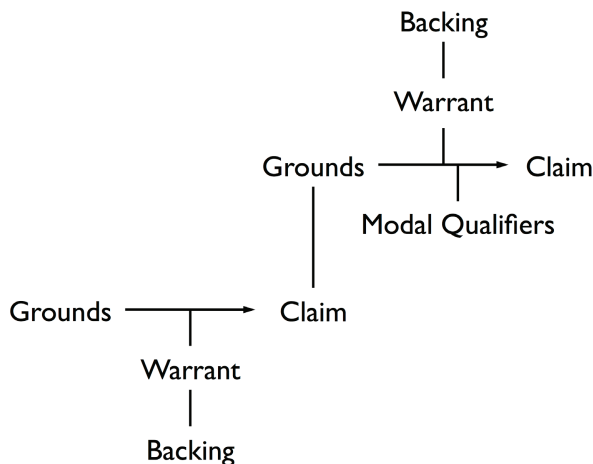 Backing
Warrant
Grounds Claim
Modal Qualifiers
Grounds Claim
Warrant
Backing